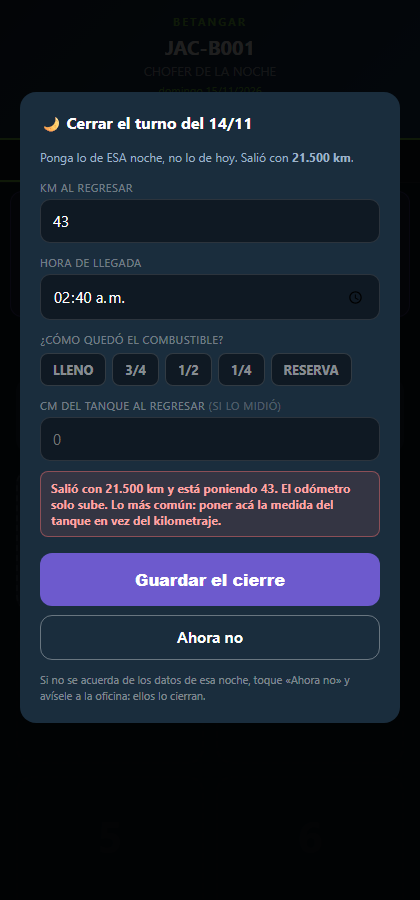 BETANGAR
JAC-B001
CHOFER DE LA NOCHE
domingo 15/11/2026
🌙 Cerrar el turno del 14/11
Ponga lo de ESA noche, no lo de hoy. Salió con 21.500 km.
KM AL REGRESAR
43
HORA DE LLEGADA
02:40 a. m.
¿CÓMO QUEDÓ EL COMBUSTIBLE?
LLENO 3/4 1/2 1/4 RESERVA
CM DEL TANQUE AL REGRESAR (SI LO MIDIÓ)
0
Salió con 21.500 km y está poniendo 43. El odómetro
solo sube. Lo más común: poner acá la medida del
tanque en vez del kilometraje.
Guardar el cierre
Ahora no
Si no se acuerda de los datos de esa noche, toque «Ahora no» y
avísele a la oficina: ellos lo cierran.